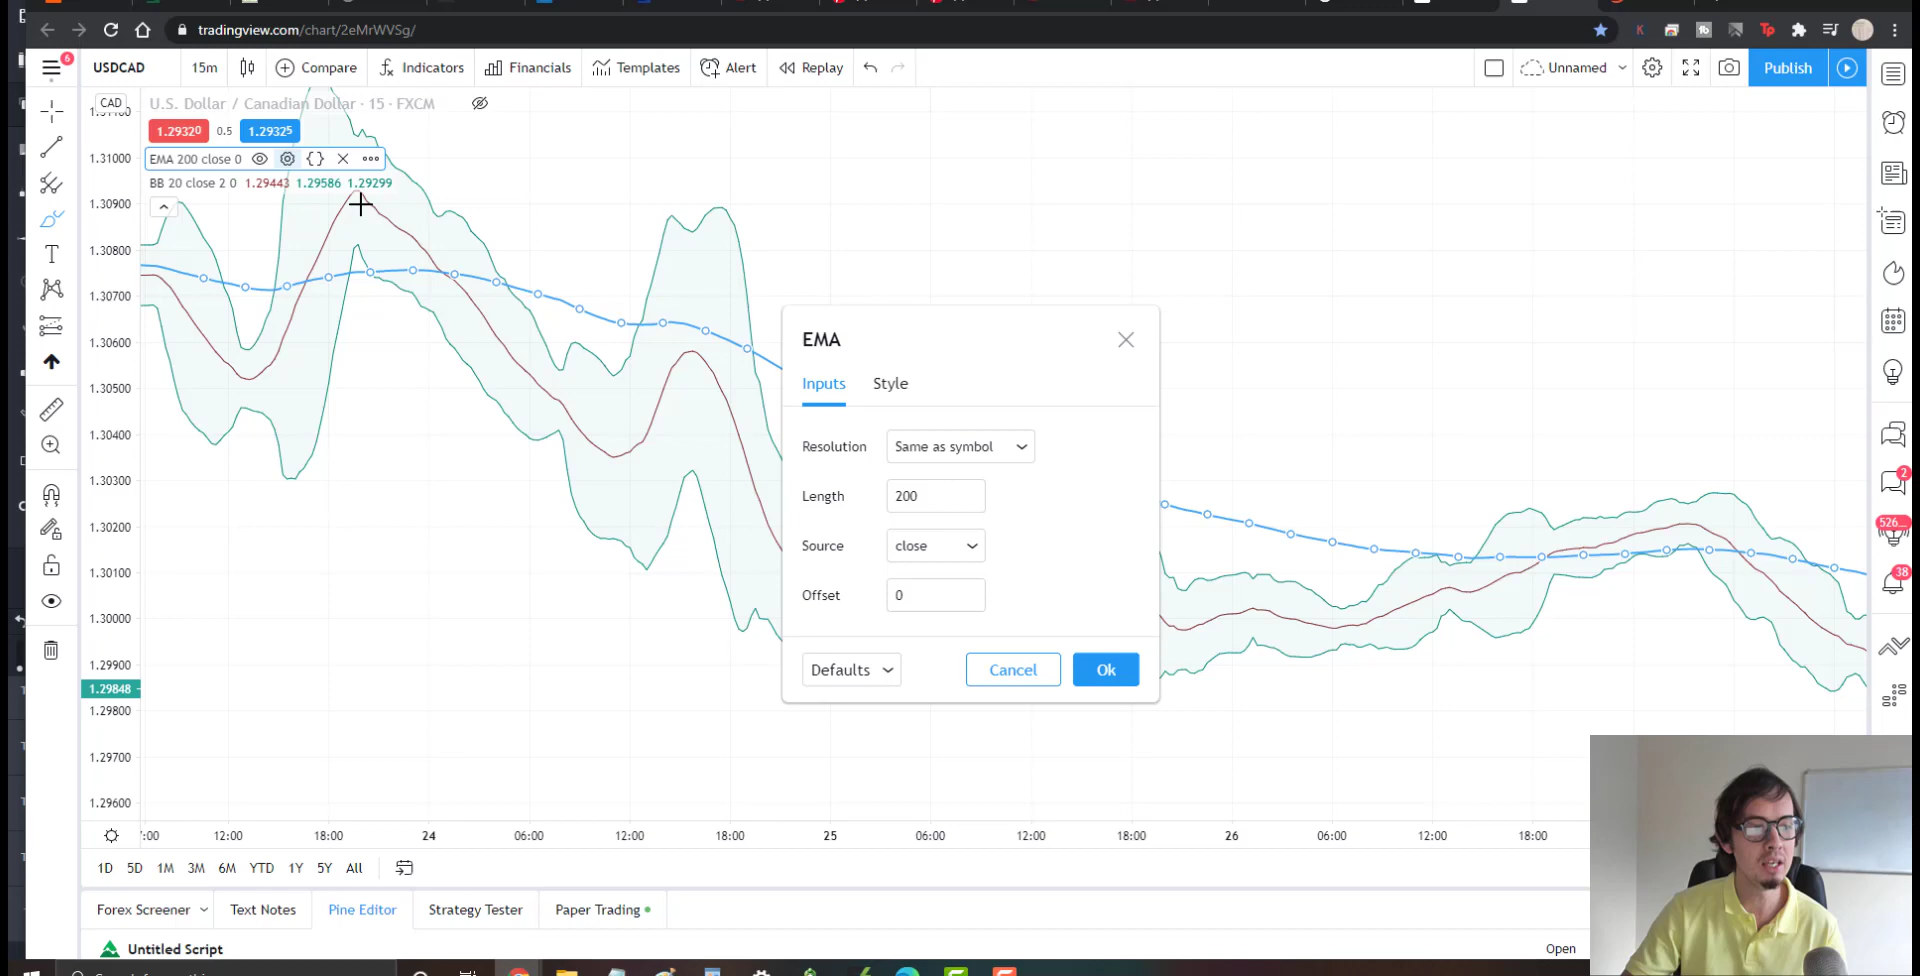 tradingview.com/chart/2eMrWVSg/
K
Tp
6
USDCAD
15m
Compare
Indicators
Financials
Templates
Alert
Replay
Unnamed
Publish
CAD
U.S. Dollar / Canadian Dollar · 15 · FXCM
1.29320
0.5
1.29325
EMA 200 close 0
BB 20 close 2 0 1.29443 1.29586 1.29299
1.31000
1.30900
1.30800
1.30700
1.30600
1.30500
1.30400
1.30300
1.30200
1.30100
1.30000
1.29900
1.29848
1.29800
1.29700
1.29600
EMA
Inputs
Style
Resolution
Same as symbol
Length
200
Source
close
Offset
0
Defaults
Cancel
Ok
2
526...
38
:00 12:00 18:00 24 06:00 12:00 18:00 25 06:00 12:00 18:00 26 06:00 12:00 18:00
1D 5D 1M 3M 6M YTD 1Y 5Y All
Forex Screener
Text Notes
Pine Editor
Strategy Tester
Paper Trading
Untitled Script
Open